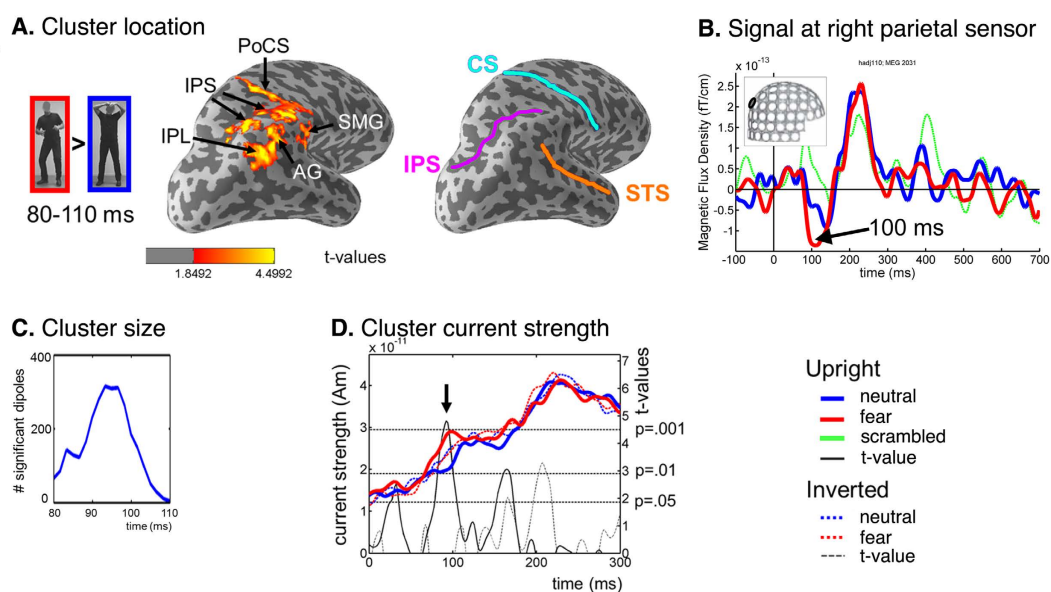 A. Cluster location
PoCS
IPS
IPL
SMG
AG
>
80-110 ms
1.8492
4.4992
t-values
CS
IPS
STS
B. Signal at right parietal sensor
x 10-13
hadj110; MEG 2031
Magnetic Flux Density (fT/cm)
2.5
2
1.5
1
0.5
0
-0.5
-1
100 ms
-100 0 100 200 300 400 500 600 700
time (ms)
C. Cluster size
# significant dipoles
400
200
0
80 90 100 110
time (ms)
D. Cluster current strength
x 10-11
current strength (Am)
4
3
2
1
0
7
6
5
4
3
2
1
0
t-values
p=.001
p=.01
p=.05
0 100 200 300
time (ms)
Upright
neutral
fear
scrambled
t-value
Inverted
neutral
fear
t-value